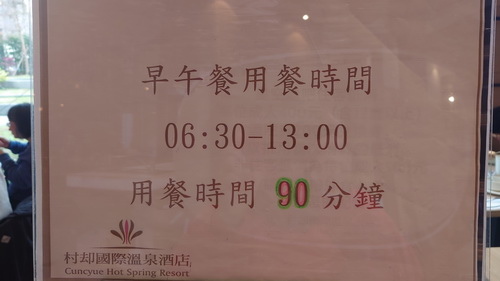 早午餐用餐時間
06:30-13:00
用餐時間 90 分鐘
村却國際溫泉酒店
Cuncyue Hot Spring Resort